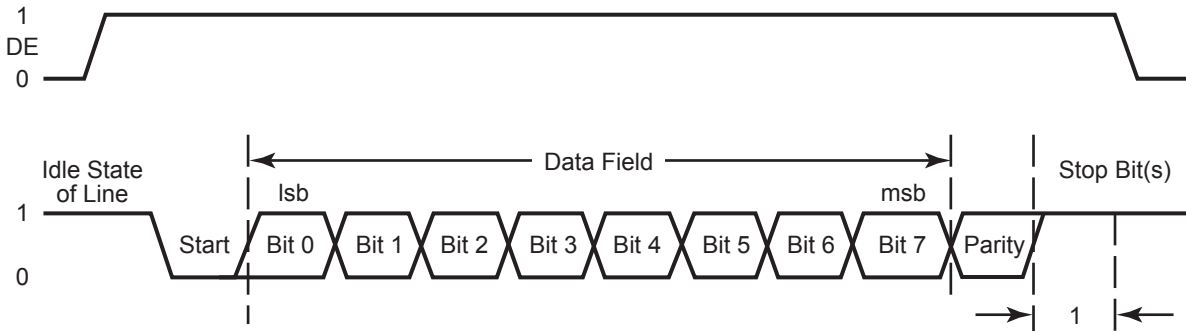 1
DE
0
Data Field
Idle State
of Line
Stop Bit(s)
lsb
msb
1
Start
Bit 0
Bit 1
Bit 2
Bit 3
Bit 4
Bit 5
Bit 6
Bit 7
Parity
0
1